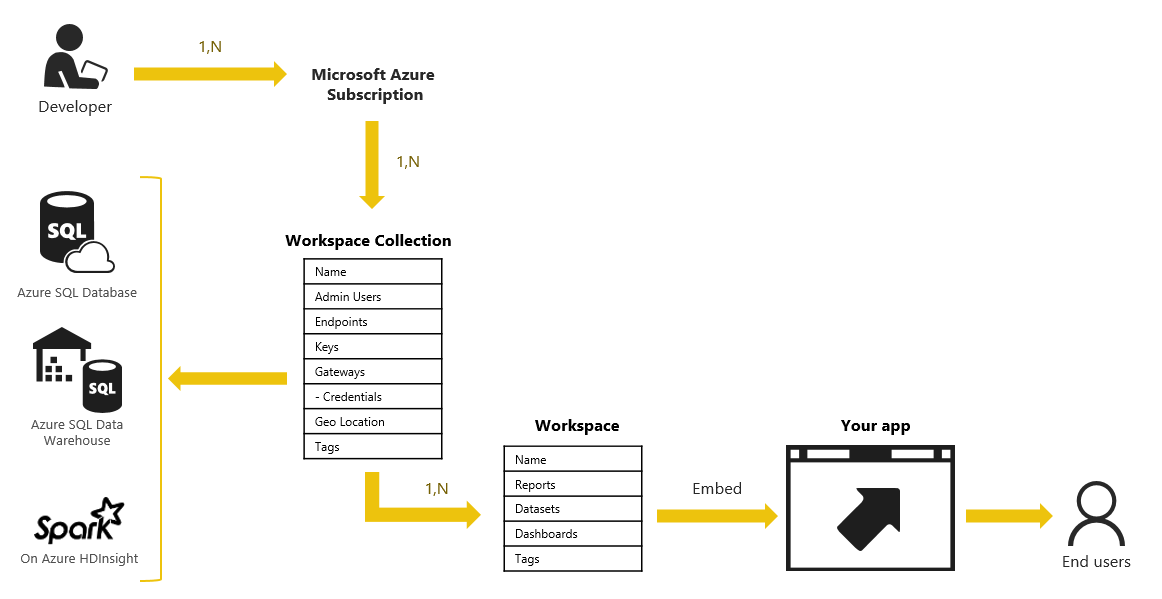 1,N
Developer
Microsoft Azure
Subscription
1,N
SQL
Azure SQL Database
SQL
Azure SQL Data
Warehouse
Spark
On Azure HDInsight
Workspace Collection
Name
Admin Users
Endpoints
Keys
Gateways
- Credentials
Geo Location
Tags
1,N
Workspace
Name
Reports
Datasets
Dashboards
Tags
Embed
Your app
End users